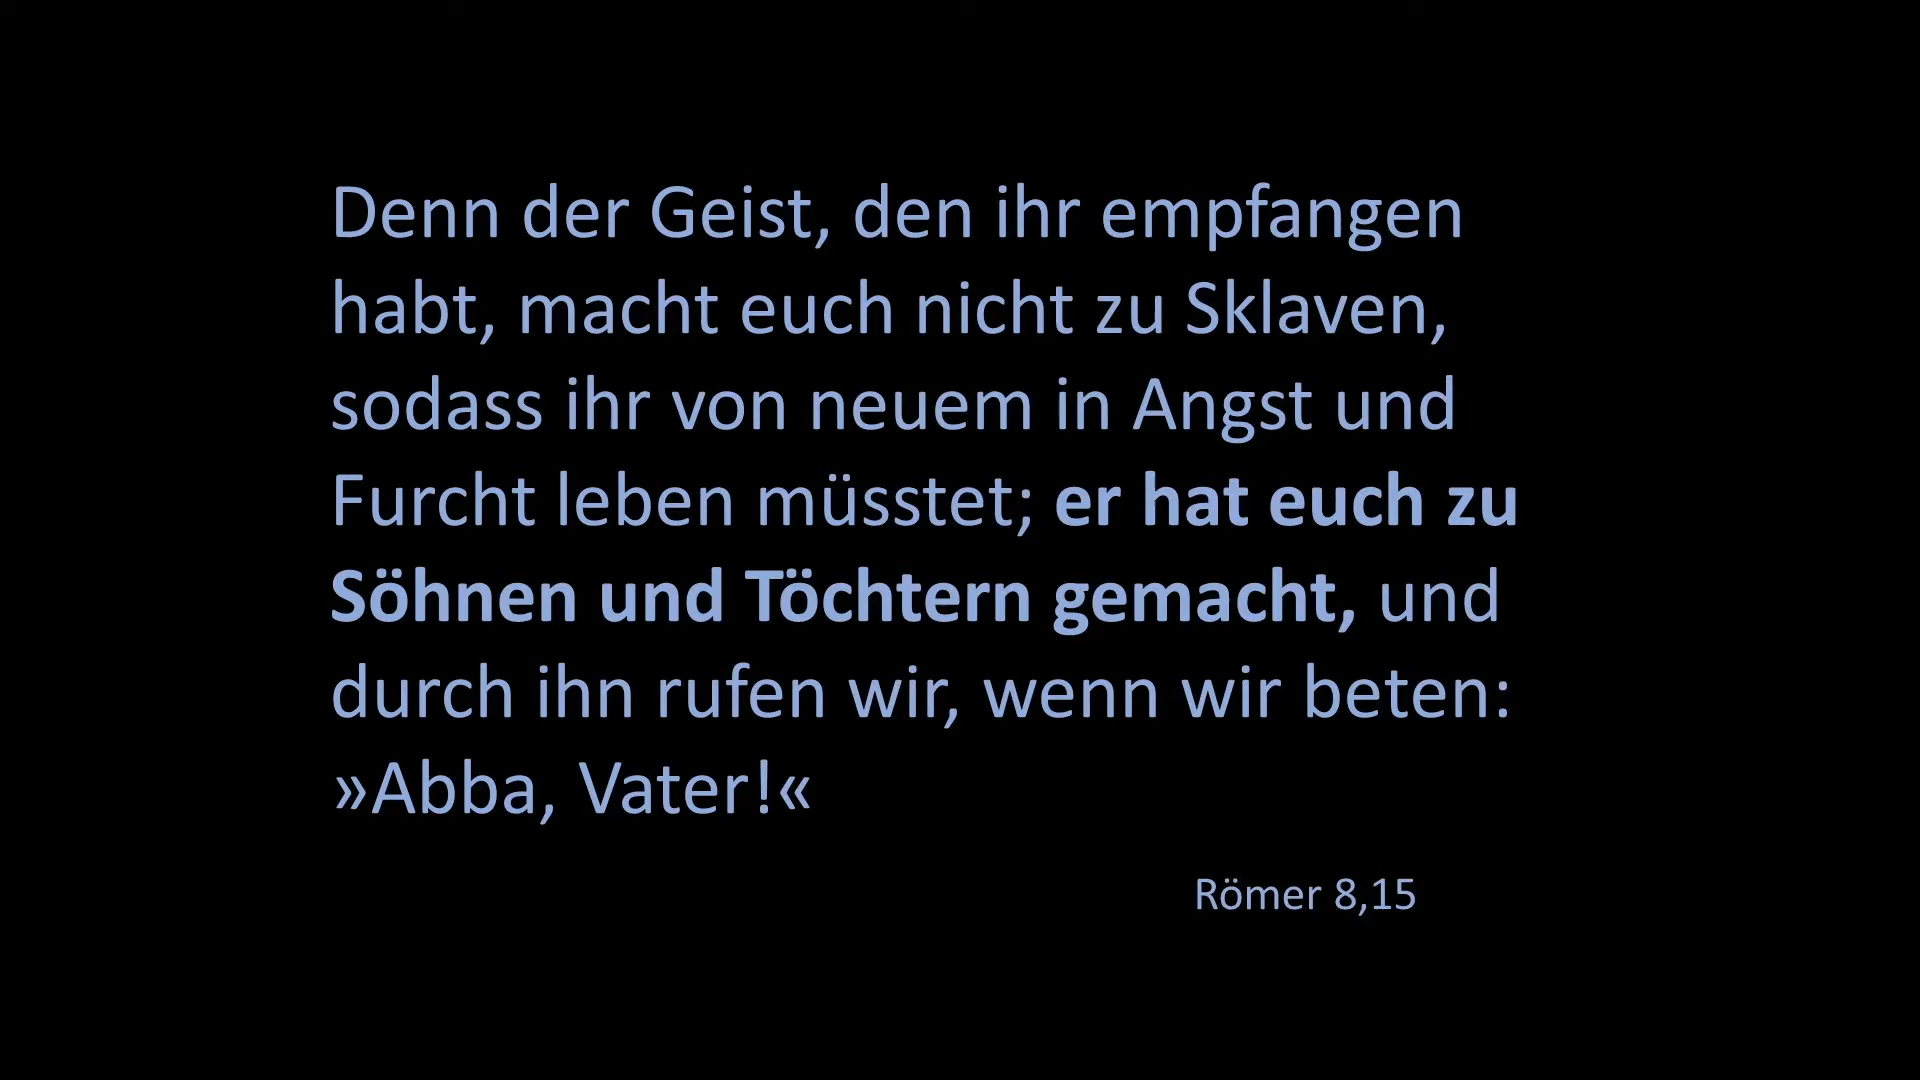 Denn der Geist, den ihr empfangen
habt, macht euch nicht zu Sklaven,
sodass ihr von neuem in Angst und
Furcht leben müsstet; er hat euch zu
Söhnen und Töchtern gemacht, und
durch ihn rufen wir, wenn wir beten:
»Abba, Vater!«
Römer 8,15